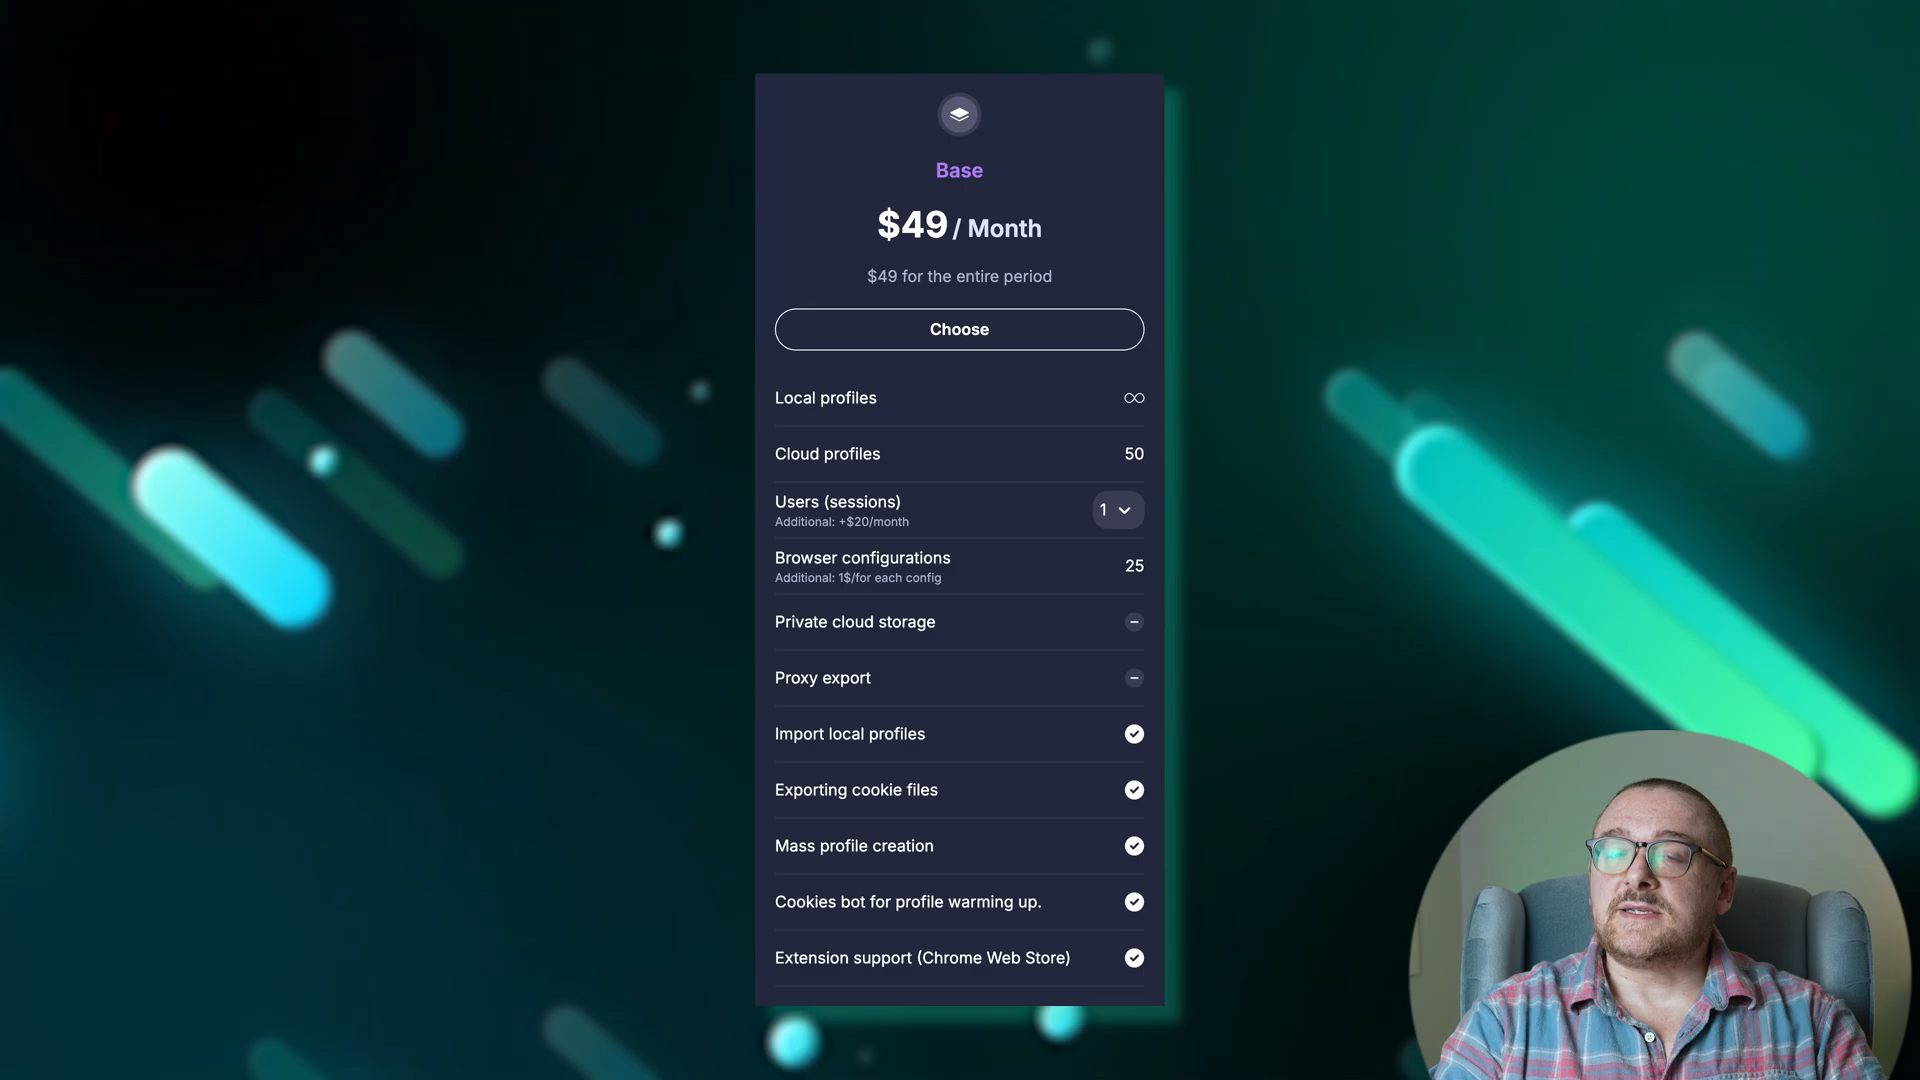 Base
$49 / Month
$49 for the entire period
Choose
Local profiles ∞
Cloud profiles 50
Users (sessions) 1
Additional: +$20/month
Browser configurations 25
Additional: 1$/for each config
Private cloud storage
Proxy export
Import local profiles
Exporting cookie files
Mass profile creation
Cookies bot for profile warming up.
Extension support (Chrome Web Store)